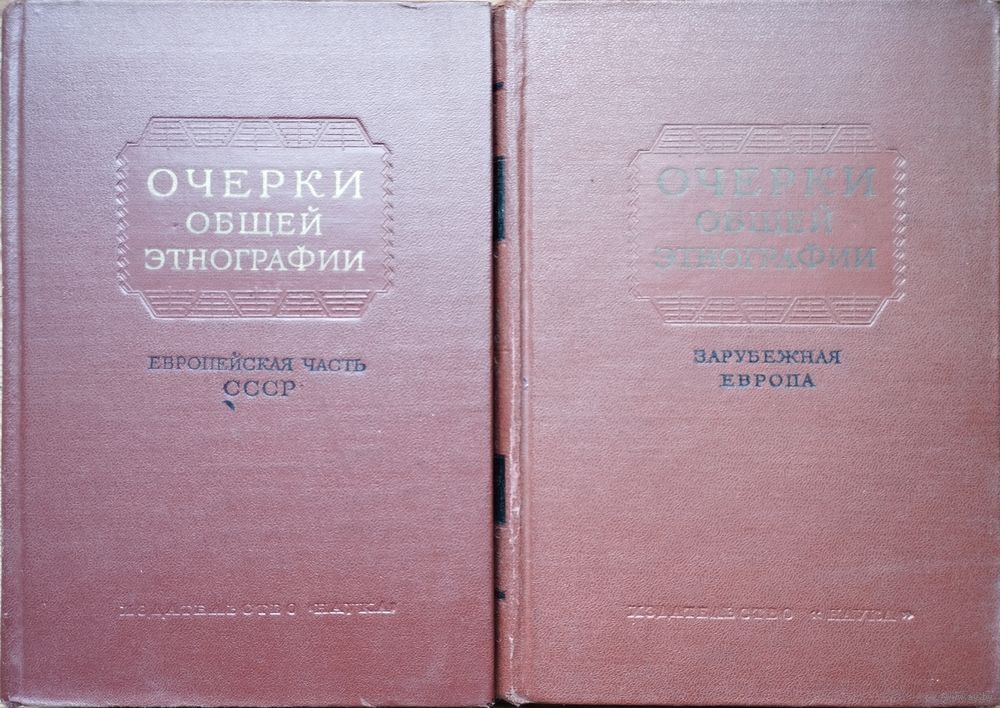 ОЧЕРКИ
ОБЩЕЙ
ЭТНОГРАФИИ
ЕВРОПЕЙСКАЯ ЧАСТЬ
СССР
ИЗДАТЕЛЬСТВО «НАУКА»
ОЧЕРКИ
ОБЩЕЙ
ЭТНОГРАФИИ
ЗАРУБЕЖНАЯ
ЕВРОПА
ИЗДАТЕЛЬСТВО «НАУКА»